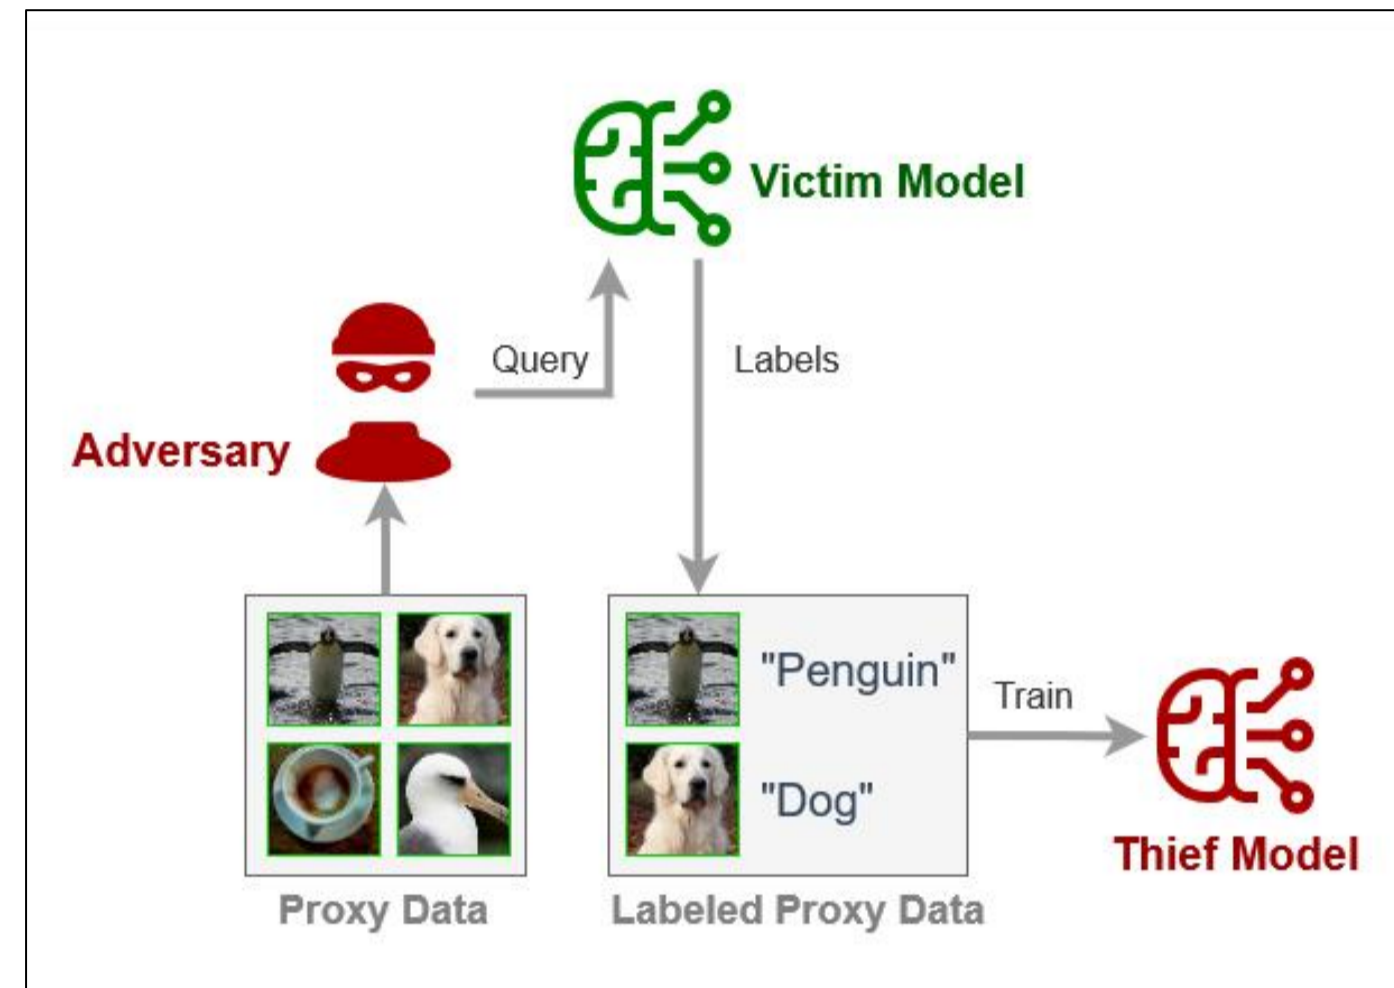 Victim Model
Query
Labels
Adversary
"Penguin"
"Dog"
Train
Thief Model
Proxy Data
Labeled Proxy Data